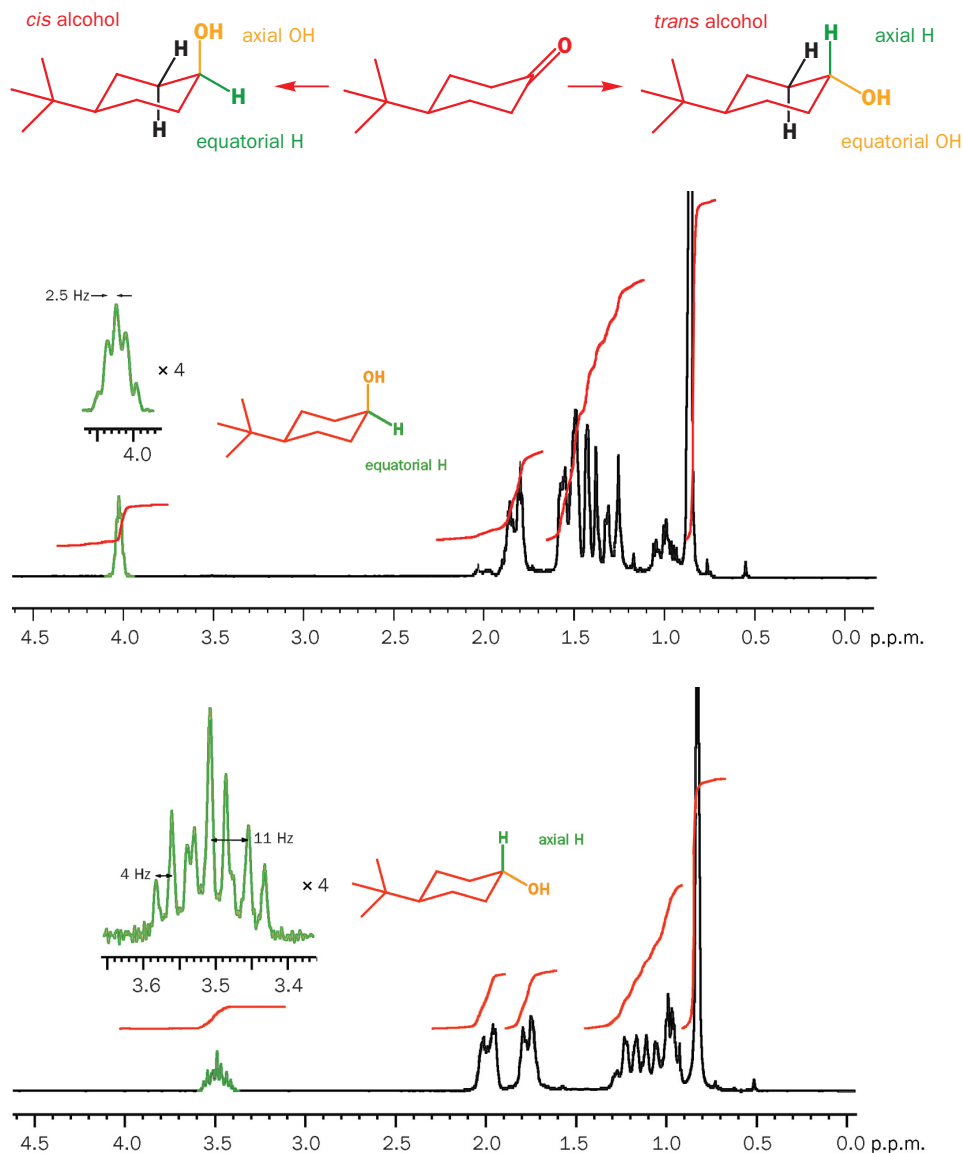 cis alcohol
OH
axial OH
H
H
H
equatorial H
O
trans alcohol
H
axial H
H
OH
H
equatorial OH
2.5 Hz
× 4
4.0
OH
H
equatorial H
4.5 4.0 3.5 3.0 2.5 2.0 1.5 1.0 0.5 0.0 p.p.m.
11 Hz
4 Hz
× 4
3.6 3.5 3.4
H
axial H
OH
4.5 4.0 3.5 3.0 2.5 2.0 1.5 1.0 0.5 0.0 p.p.m.